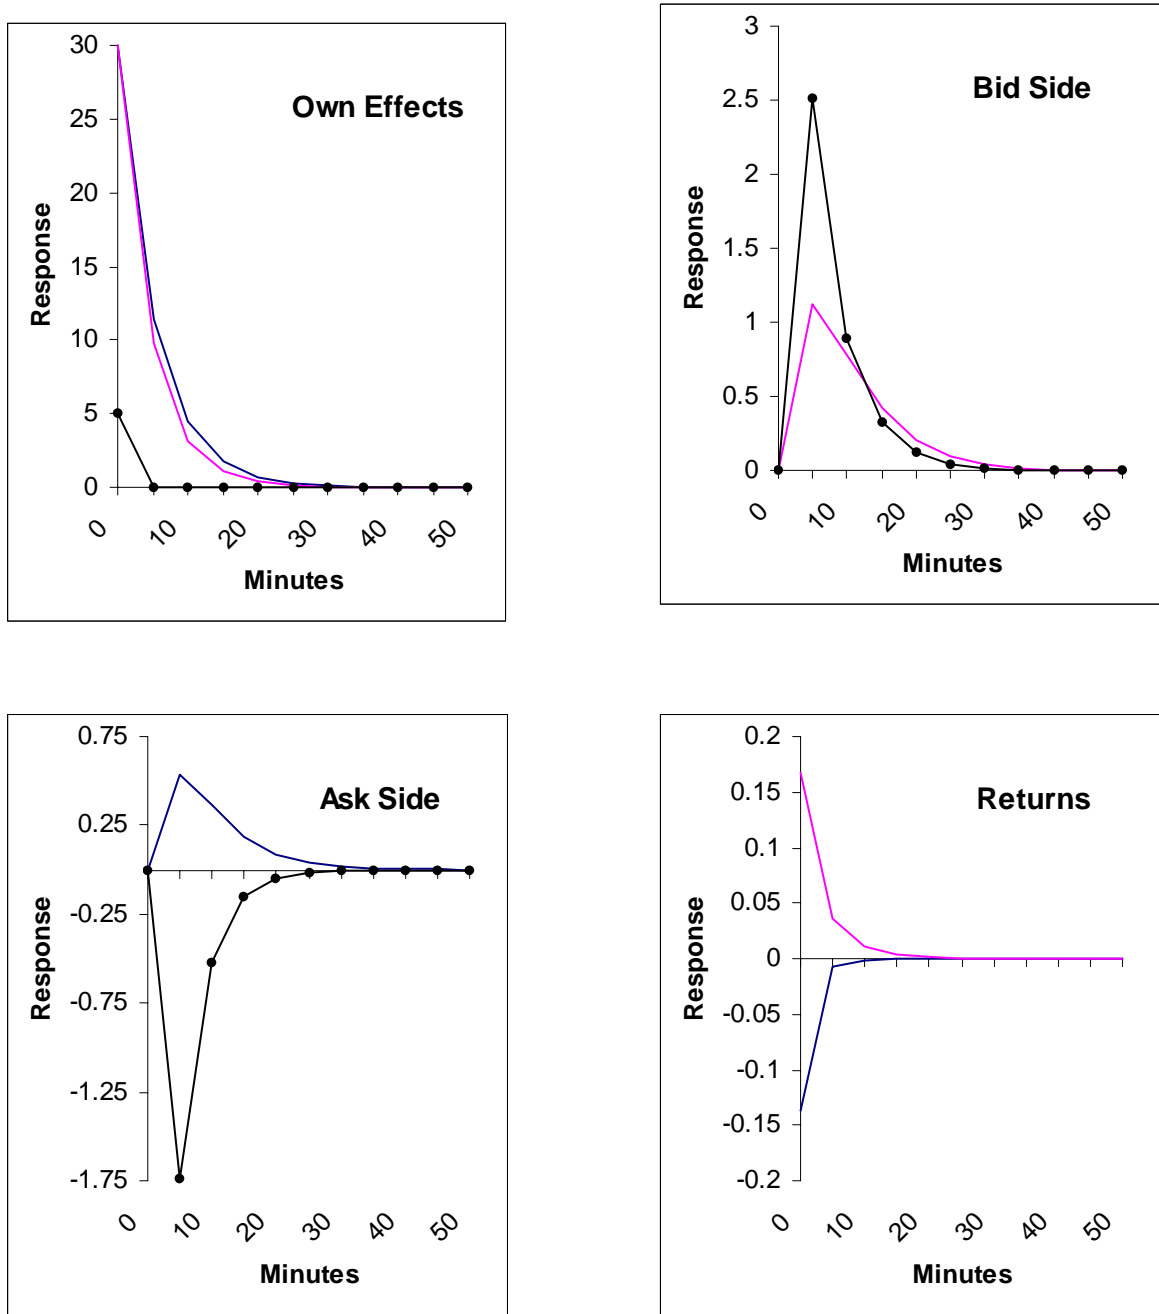 Own Effects
Response
30
25
20
15
10
5
0
0 10 20 30 40 50
Minutes
Bid Side
Response
3
2.5
2
1.5
1
0.5
0
0 10 20 30 40 50
Minutes
Ask Side
Response
0.75
0.25
-0.25
-0.75
-1.25
-1.75
0 10 20 30 40 50
Minutes
Returns
Response
0.2
0.15
0.1
0.05
0
-0.05
-0.1
-0.15
-0.2
0 10 20 30 40 50
Minutes